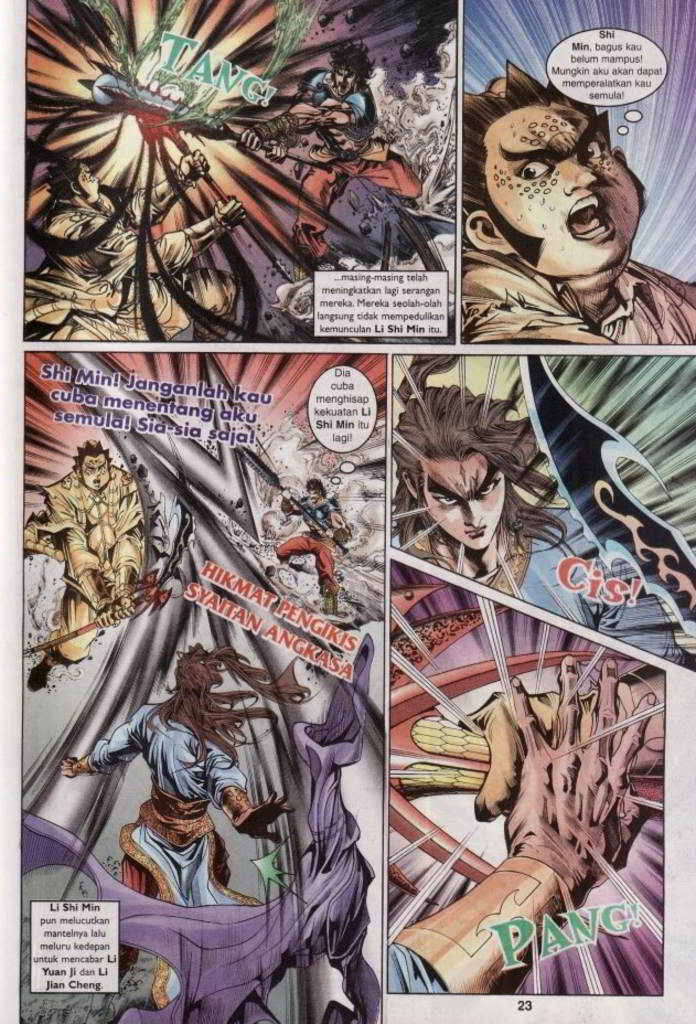 TANG!
...masing-masing telah
meningkatkan lagi serangan
mereka. Mereka seolah-olah
langsung tidak mempedulikan
kemunculan Li Shi Min itu.
Shi
Min, bagus kau
belum mampus!
Mungkin aku akan dapat
memperalatkan kau
semula!
Shi Min! Janganlah kau
cuba menentang aku
semula! Sia-sia saja!
Dia
cuba
menghisap
kekuatan Li
Shi Min itu
lagi!
HIKMAT PENGIKIS
SYAITAN ANGKASA
Li Shi Min
pun melucutkan
mantelnya lalu
meluru kedepan
untuk mencabar Li
Yuan Ji dan Li
Jian Cheng.
Cis!
PANG!
23